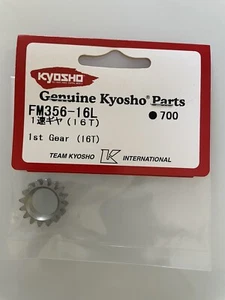 KYOSHO
Genuine Kyosho® Parts
FM356-16L
●700
1速ギヤ(16T)
1st Gear (16T)
TEAM KYOSHO K INTERNATIONAL